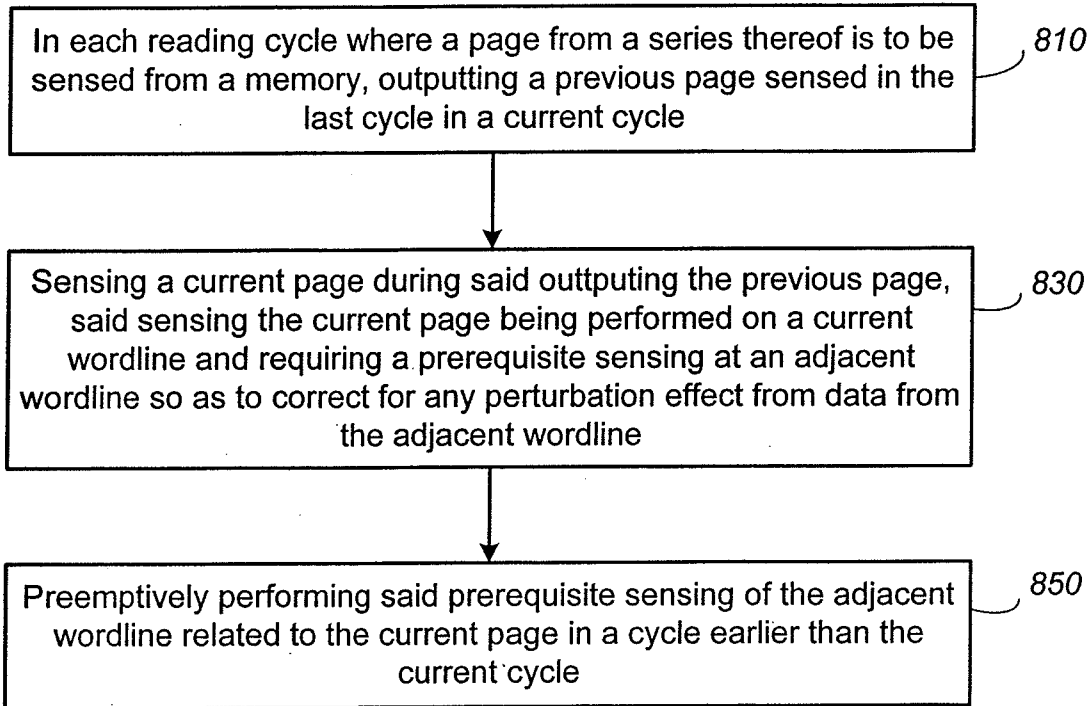 In each reading cycle where a page from a series thereof is to be
sensed from a memory, outputting a previous page sensed in the
last cycle in a current cycle
810
Sensing a current page during said outtputing the previous page,
said sensing the current page being performed on a current
wordline and requiring a prerequisite sensing at an adjacent
wordline so as to correct for any perturbation effect from data from
the adjacent wordline
830
Preemptively performing said prerequisite sensing of the adjacent
wordline related to the current page in a cycle earlier than the
current cycle
850